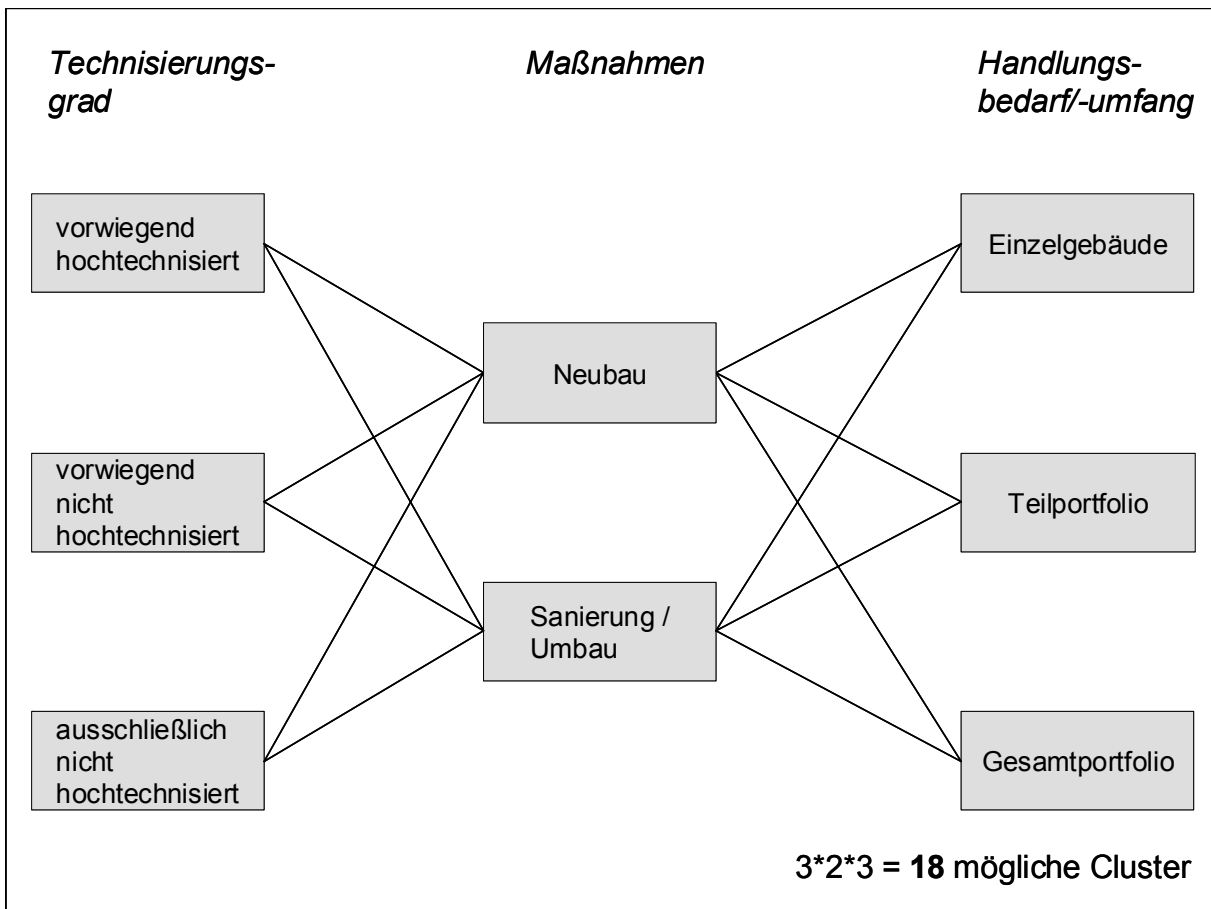 Technisierungs-
grad
Maßnahmen
Handlungs-
bedarf/-umfang
vorwiegend
hochtechnisiert
vorwiegend
nicht
hochtechnisiert
ausschließlich
nicht
hochtechnisiert
Neubau
Sanierung /
Umbau
Einzelgebäude
Teilportfolio
Gesamtportfolio
3*2*3 = 18 mögliche Cluster